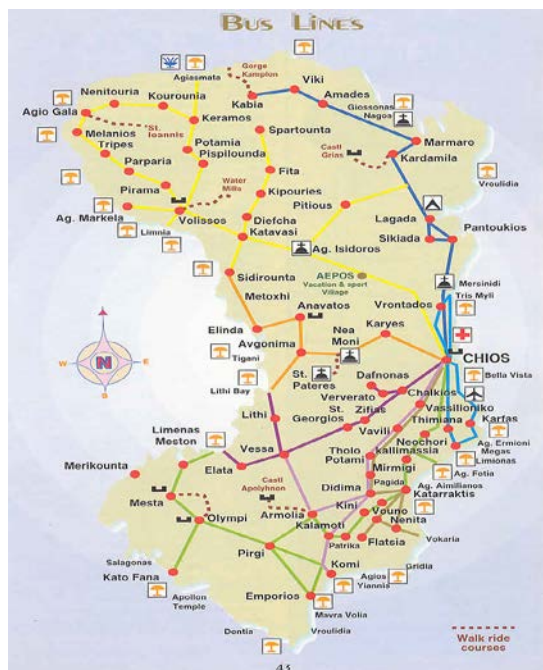 BUS LINES
Gorge
Kamplon
Agiasmata
Viki
Nenitouria
Kourounia
Kabia
Amades
Agio Gala
Keramos
Giossonas
Nagos
Spartounta
St.
Ioannis
Melanios
Tripes
Potamia
Marmaro
Castl
Grias
Kardamila
Pispilounda
Parparia
Fita
Water
Mills
Pirama
Kipouries
Pitious
Vroulidia
Ag. Markela
Volissos
Lagada
Limnia
Diefcha
Katavasi
Pantoukios
Ag. Isidoros
Sikiada
AEPOS
Vacation & sport
Village
Sidirounta
Mersinidi
Metoxhi
Vrontados
Tris Myli
Anavatos
Nea
Moni
Karyes
Elinda
Avgonima
CHIOS
W
N
E
S
Tigani
St.
Pateres
Dafnonas
Bella Vista
Lithi Bay
Ververato
Chalkios
St.
Georgios
Zifias
Vassilioniko
Lithi
Karfas
Limenas
Meston
Vavili
Thimiana
Neochori
Ag. Ermioni
Megas
Limionas
Vessa
Tholo
Potami
kallimassia
Merikounta
Elata
Mirmigi
Ag. Fotia
Castl
Apolyhnon
Didima
Pagida
Ag. Aimilianos
Mesta
Kini
Katarraktis
Olympi
Armolia
Vouno
Kalamoti
Nenita
Pirgi
Patrika
Flatsia
Vokaria
Salagonas
Kato Fana
Komi
Gridia
Agios
Yiannis
Apollon
Temple
Emporios
Mavra Volia
Dontia
Vroulidia
Walk ride
courses
45